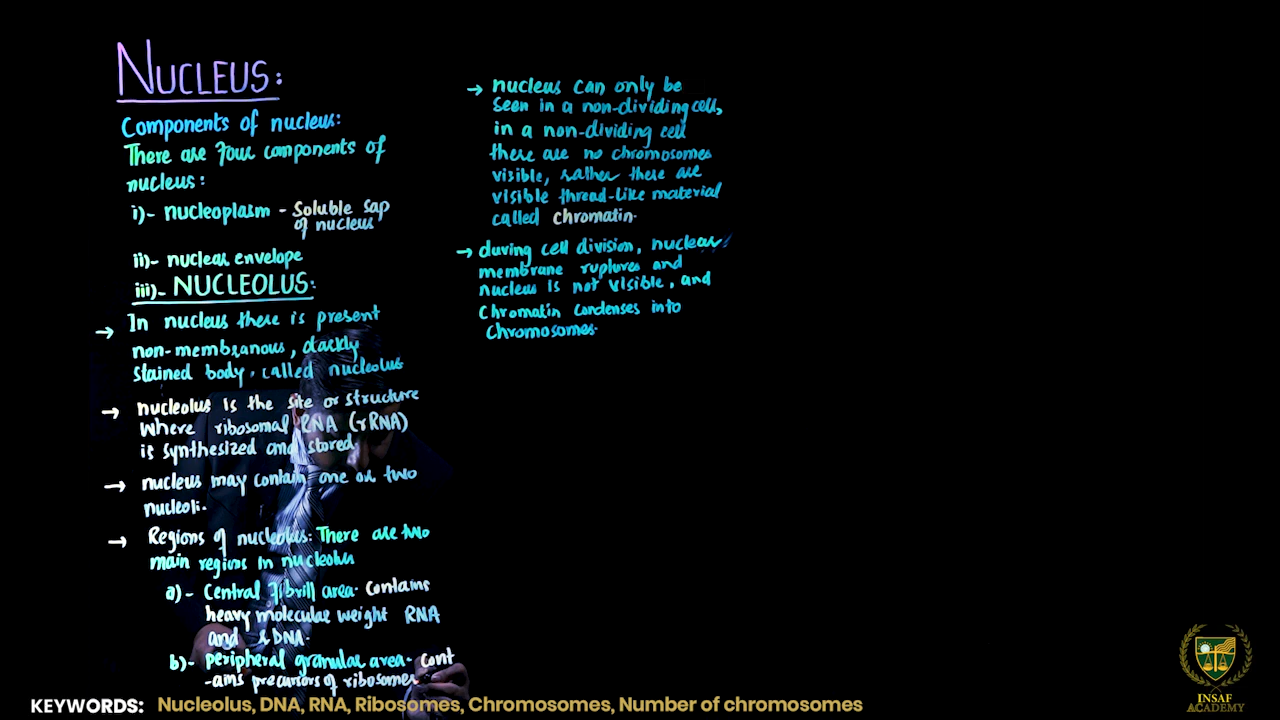 NUCLEUS:
Components of nucleus:
There are four components of
nucleus:
i)- nucleoplasm - Soluble sap
of nucleus
ii)- nuclear envelope
iii)- NUCLEOLUS:
→ In nucleus there is present
non-membranous, darkly
stained body, called nucleolus
→ nucleolus is the site or structure
where ribosomal RNA (rRNA)
is synthesized and stored.
→ nucleus may contain one or two
nucleoli.
→ Regions of nucleolus: There are two
main regions in nucleolus
a)- Central fibrill area. Contains
heavy molecular weight RNA
and rDNA.
b)- peripheral granular area. Cont
-ains precursors of ribosomes
→ nucleus can only be
seen in a non-dividing cell,
in a non-dividing cell
there are no chromosomes
visible, rather there are
visible thread-like material
called chromatin.
→ during cell division, nuclear
membrane ruptures and
nucleus is not visible, and
Chromatin condenses into
Chromosomes.
KEYWORDS: Nucleolus, DNA, RNA, Ribosomes, Chromosomes, Number of chromosomes
INSAF
ACADEMY